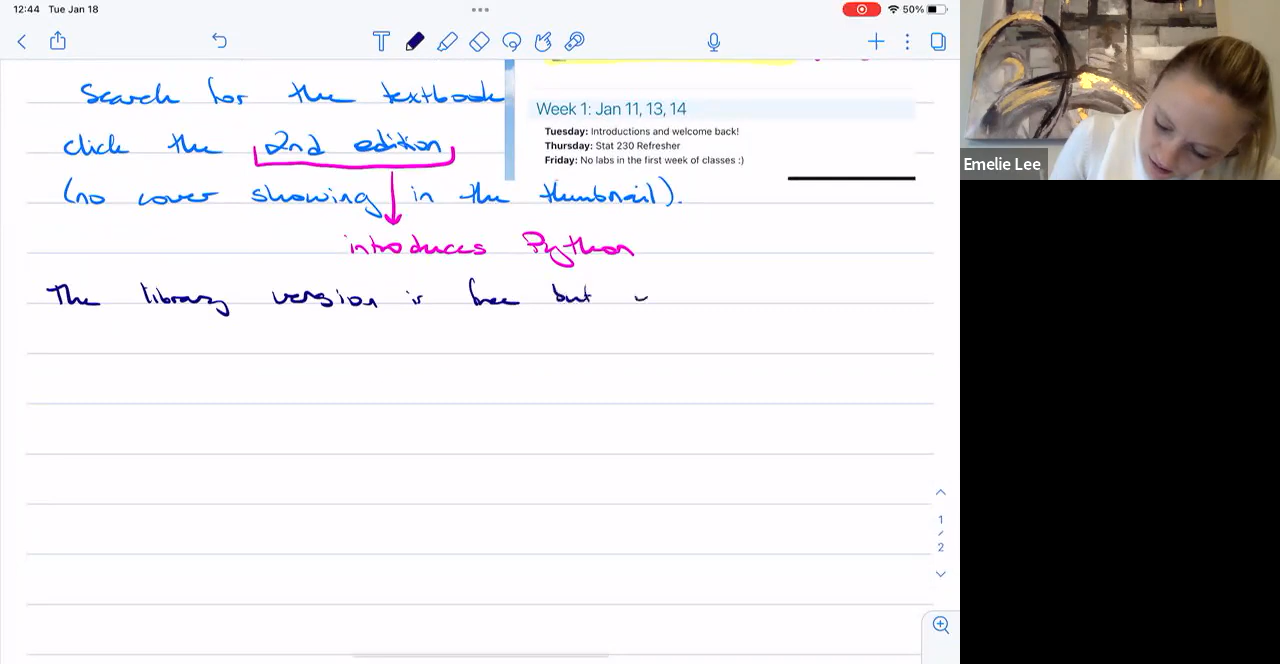 12:44 Tue Jan 18
50%
Search for the textbook
click the 2nd edition
(no cover showing in the thumbnail).
introduces Python
The library version is free but
Week 1: Jan 11, 13, 14
Tuesday: Introductions and welcome back!
Thursday: Stat 230 Refresher
Friday: No labs in the first week of classes :)
1
/
2
Emelie Lee